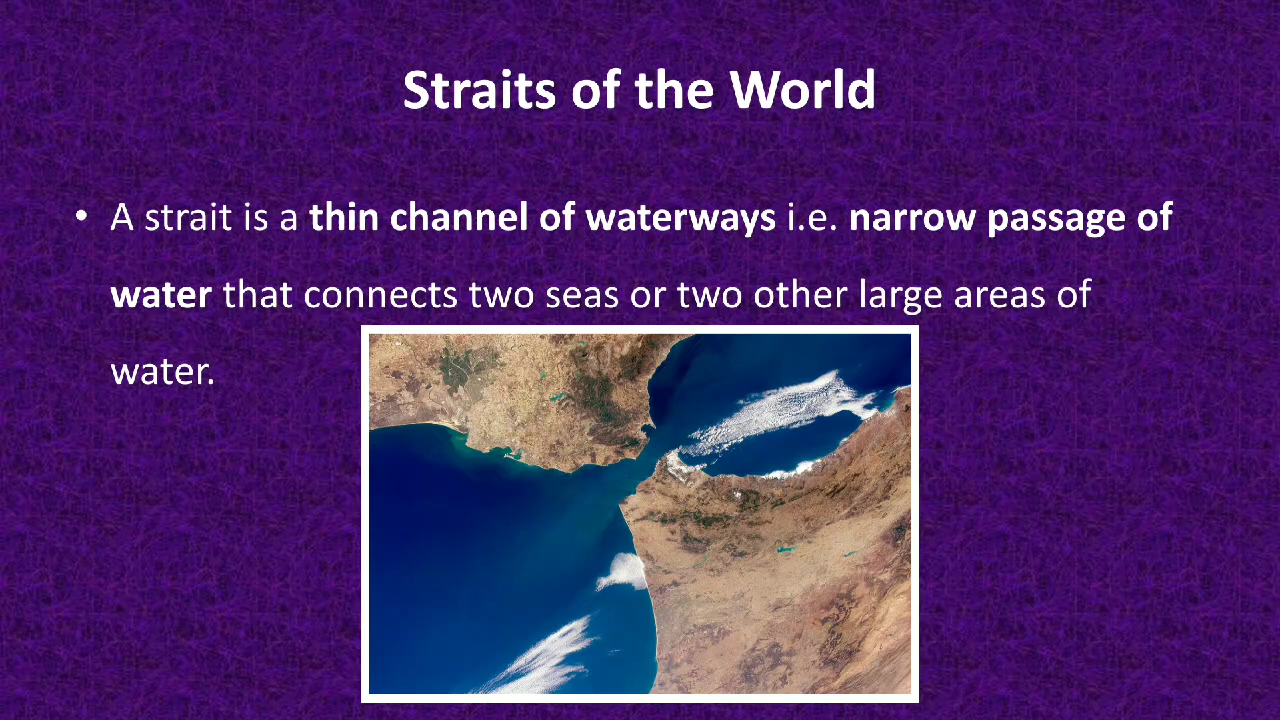 Straits of the World
• A strait is a thin channel of waterways i.e. narrow passage of
water that connects two seas or two other large areas of
water.